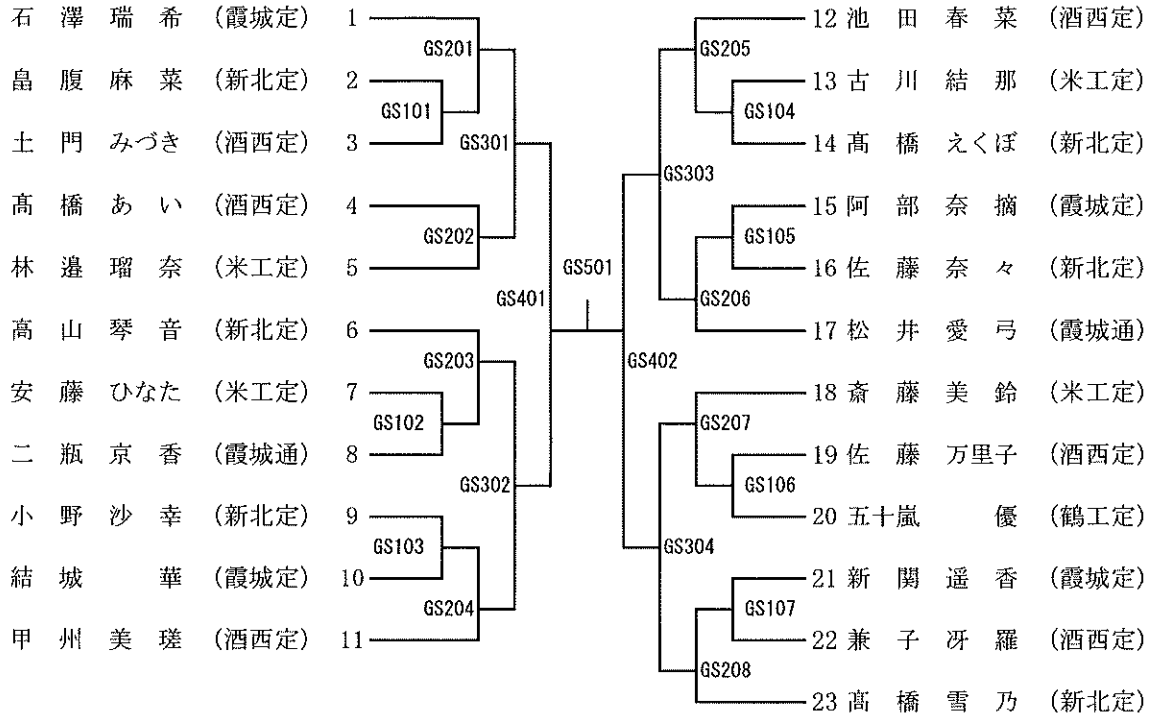 石澤瑞希 (霞城定) 1
畠腹麻菜 (新北定) 2
土門みづき (酒西定) 3
髙橋あい (酒西定) 4
林邉瑠奈 (米工定) 5
高山琴音 (新北定) 6
安藤ひなた (米工定) 7
二瓶京香 (霞城通) 8
小野沙幸 (新北定) 9
結城華 (霞城定) 10
甲州美瑳 (酒西定) 11
GS201
GS101
GS301
GS202
GS401
GS203
GS102
GS302
GS103
GS204
GS501
GS205
GS104
GS303
GS105
GS206
GS402
GS207
GS106
GS304
GS107
GS208
12 池田春菜 (酒西定)
13 古川結那 (米工定)
14 髙橋えくぼ (新北定)
15 阿部奈摘 (霞城定)
16 佐藤奈々 (新北定)
17 松井愛弓 (霞城通)
18 斎藤美鈴 (米工定)
19 佐藤万里子 (酒西定)
20 五十嵐優 (鶴工定)
21 新関遥香 (霞城定)
22 兼子冴羅 (酒西定)
23 髙橋雪乃 (新北定)